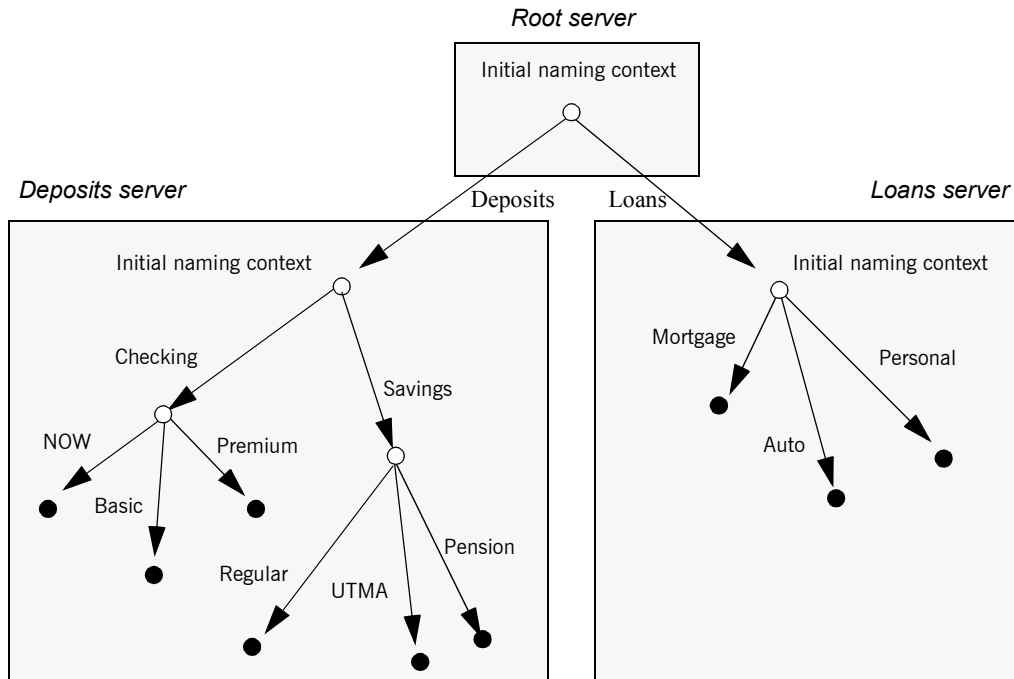 Root server
Initial naming context
Deposits server
Loans server
Deposits
Loans
Initial naming context
Initial naming context
Mortgage
Checking
Personal
Savings
NOW
Premium
Auto
Basic
Pension
Regular
UTMA